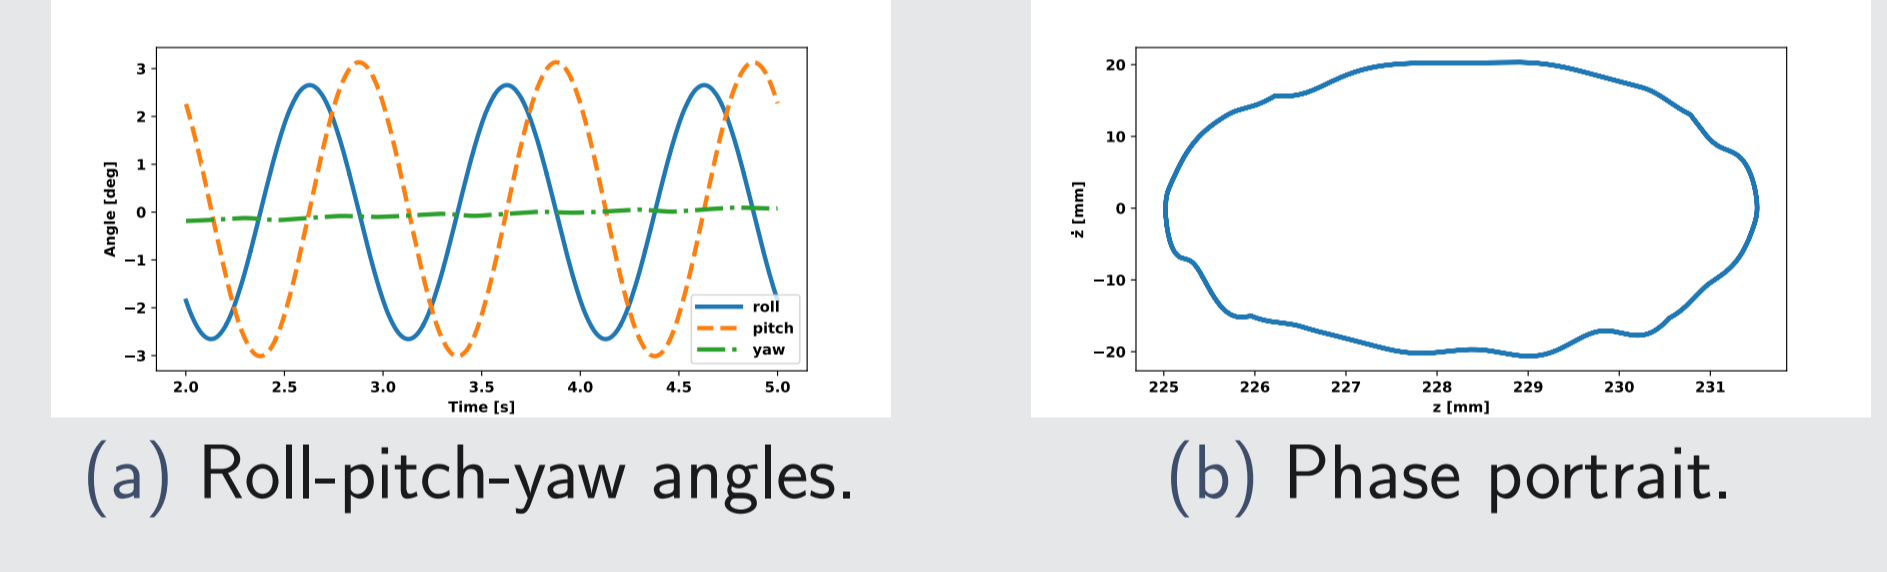 3
2
1
0
−1
−2
−3
Angle [deg]
roll
pitch
yaw
2.0 2.5 3.0 3.5 4.0 4.5 5.0
Time [s]
(a) Roll-pitch-yaw angles.
20
10
0
−10
−20
ż [mm]
225 226 227 228 229 230 231
z [mm]
(b) Phase portrait.